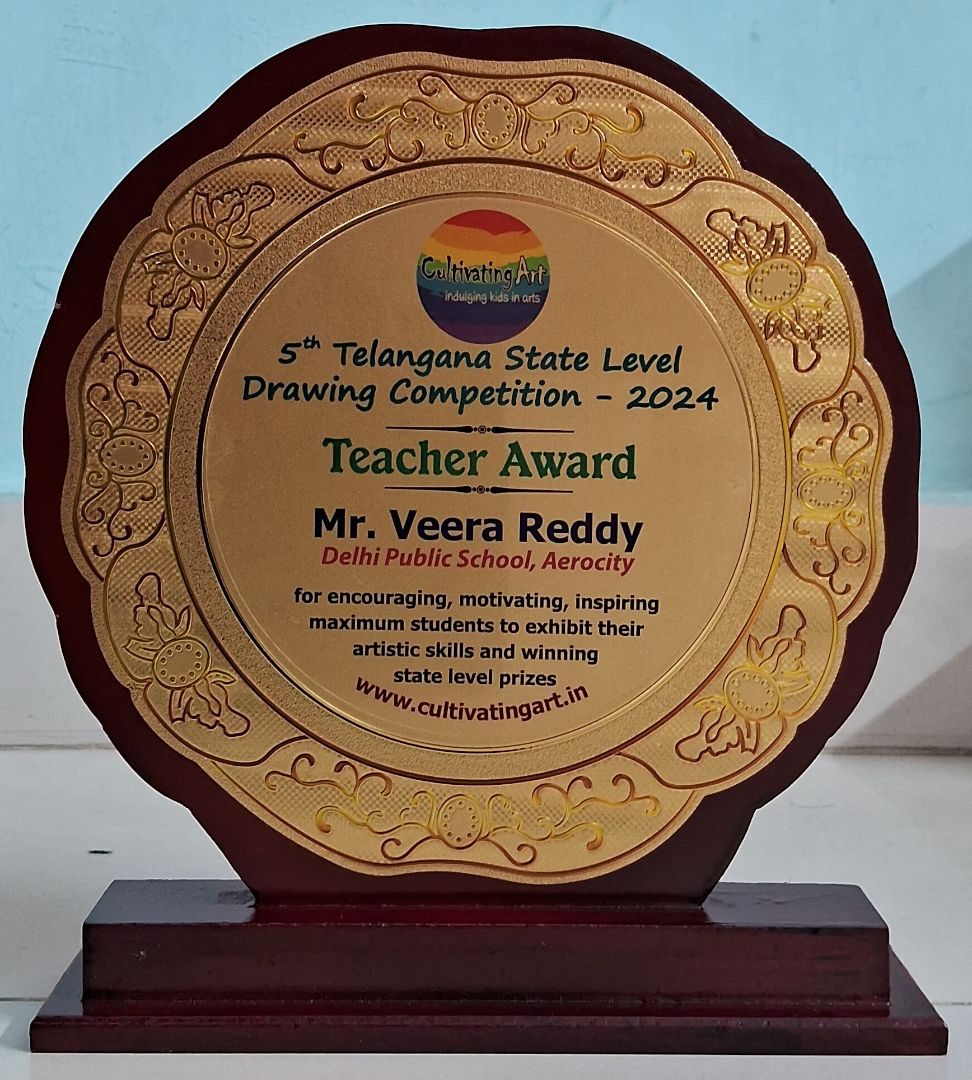 Cultivating Art
indulging kids in arts
5th Telangana State Level
Drawing Competition - 2024
Teacher Award
Mr. Veera Reddy
Delhi Public School, Aerocity
for encouraging, motivating, inspiring
maximum students to exhibit their
artistic skills and winning
state level prizes
www.cultivatingart.in